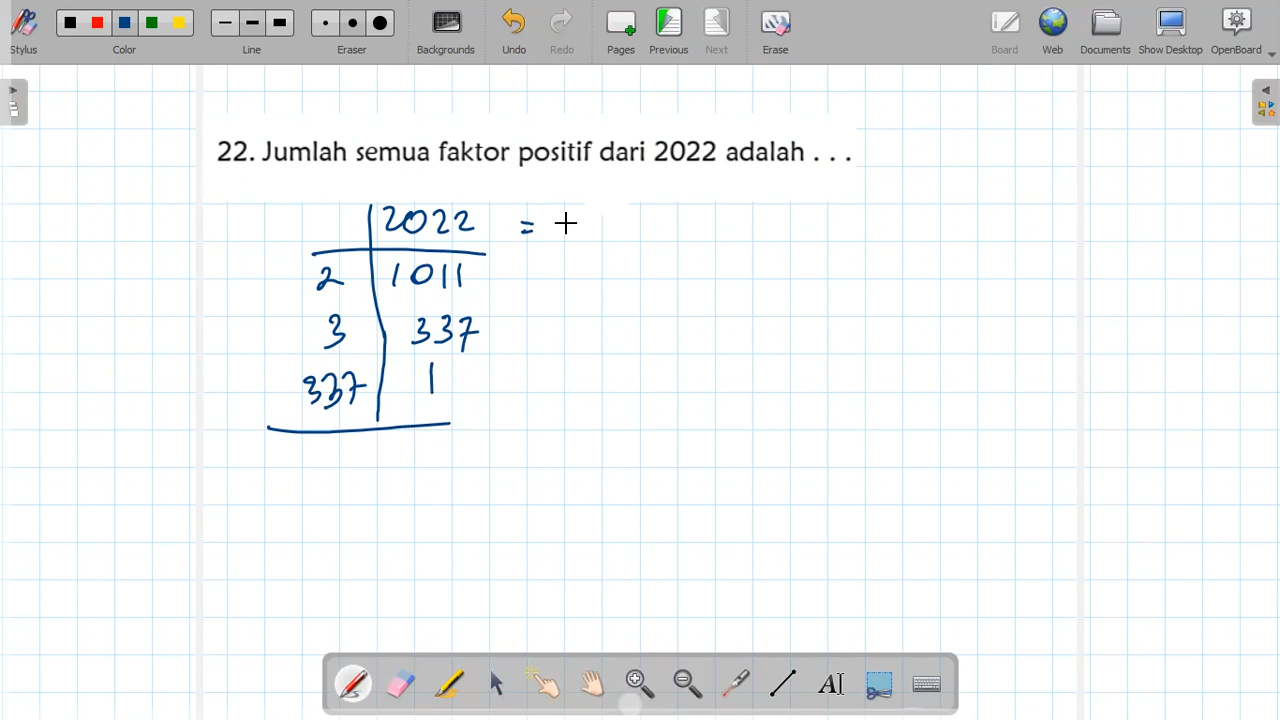 Stylus Color Line Eraser Backgrounds Undo Redo Pages Previous Next Erase Board Web Documents Show Desktop OpenBoard
22. Jumlah semua faktor positif dari 2022 adalah . . .
2022 =
2 1011
3 337
337 1